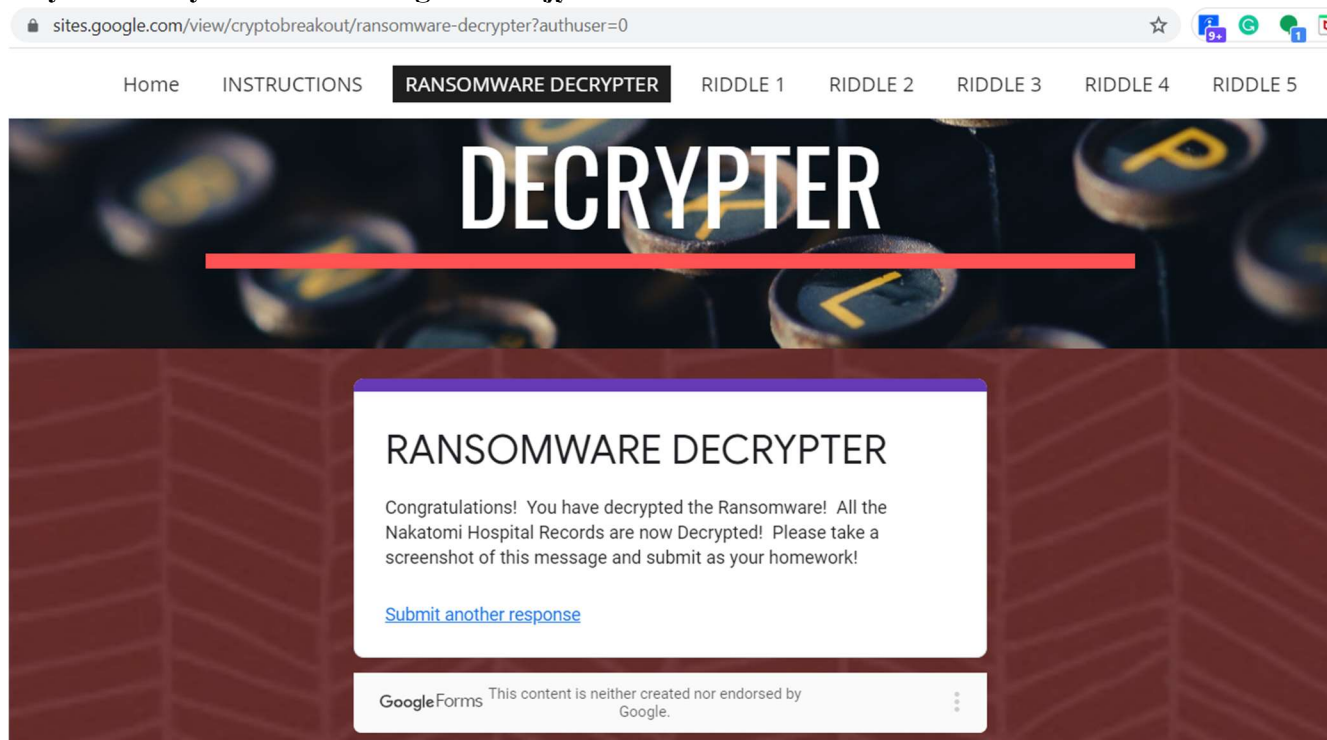 sites.google.com/view/cryptobreakout/ransomware-decrypter?authuser=0
9+
1
Home INSTRUCTIONS RANSOMWARE DECRYPTER RIDDLE 1 RIDDLE 2 RIDDLE 3 RIDDLE 4 RIDDLE 5
DECRYPTER
P
L
RANSOMWARE DECRYPTER
Congratulations! You have decrypted the Ransomware! All the
Nakatomi Hospital Records are now Decrypted! Please take a
screenshot of this message and submit as your homework!
Submit another response
Google Forms This content is neither created nor endorsed by
Google.